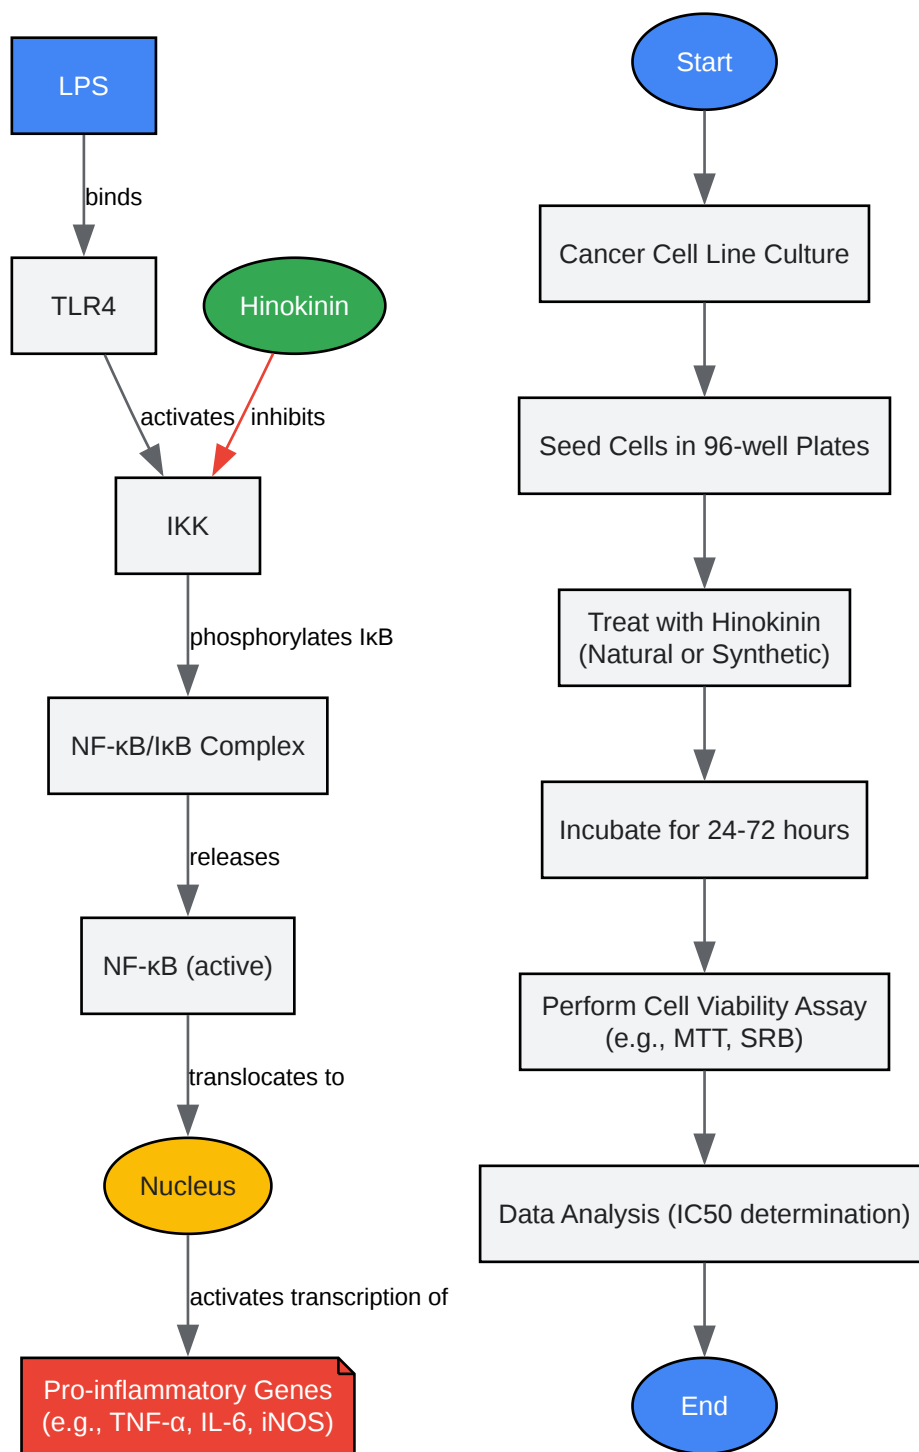 LPS
binds
TLR4
Hinokinin
activates
inhibits
IKK
phosphorylates IκB
NF-κB/IκB Complex
releases
NF-κB (active)
translocates to
Nucleus
activates transcription of
Pro-inflammatory Genes
(e.g., TNF-α, IL-6, iNOS)
Start
Cancer Cell Line Culture
Seed Cells in 96-well Plates
Treat with Hinokinin
(Natural or Synthetic)
Incubate for 24-72 hours
Perform Cell Viability Assay
(e.g., MTT, SRB)
Data Analysis (IC50 determination)
End